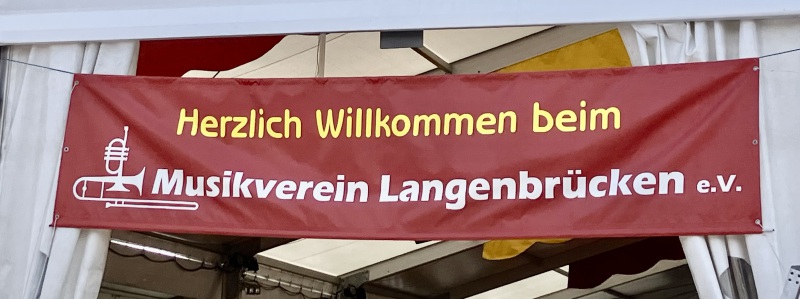 Herzlich Willkommen beim
Musikverein Langenbrücken e.V.